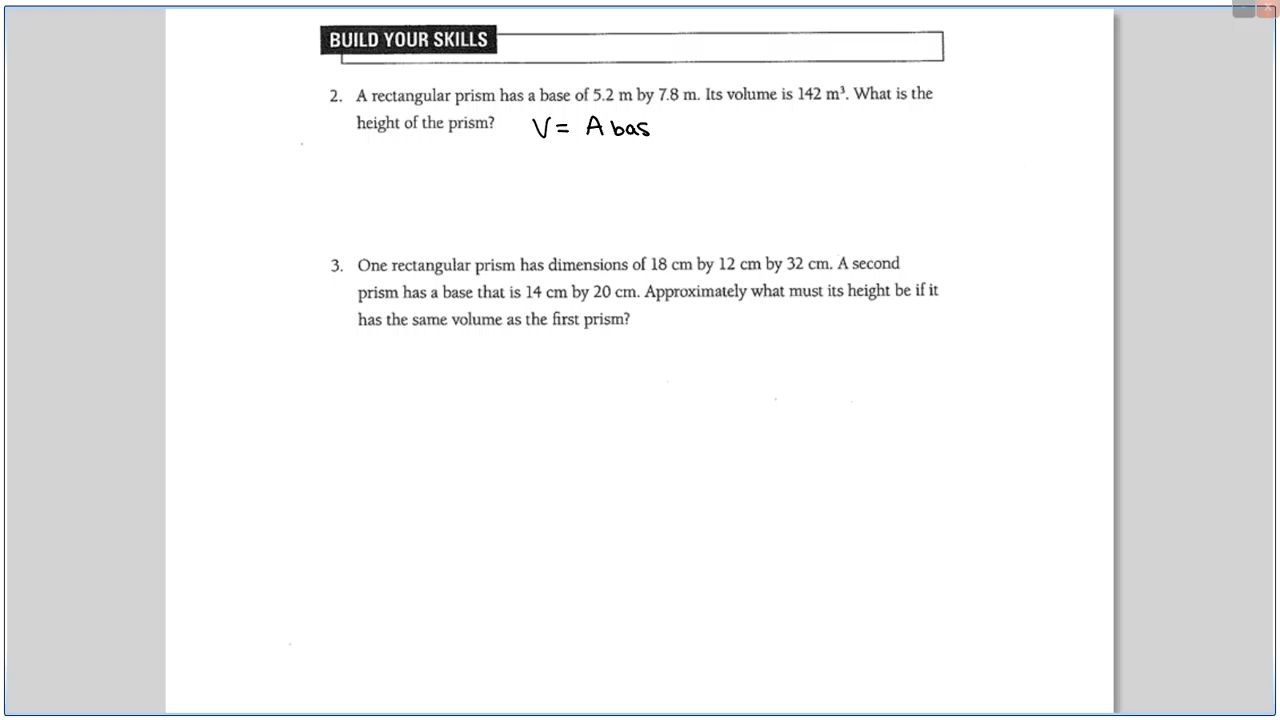 BUILD YOUR SKILLS
2. A rectangular prism has a base of 5.2 m by 7.8 m. Its volume is 142 m³. What is the
height of the prism? V = A bas
3. One rectangular prism has dimensions of 18 cm by 12 cm by 32 cm. A second
prism has a base that is 14 cm by 20 cm. Approximately what must its height be if it
has the same volume as the first prism?